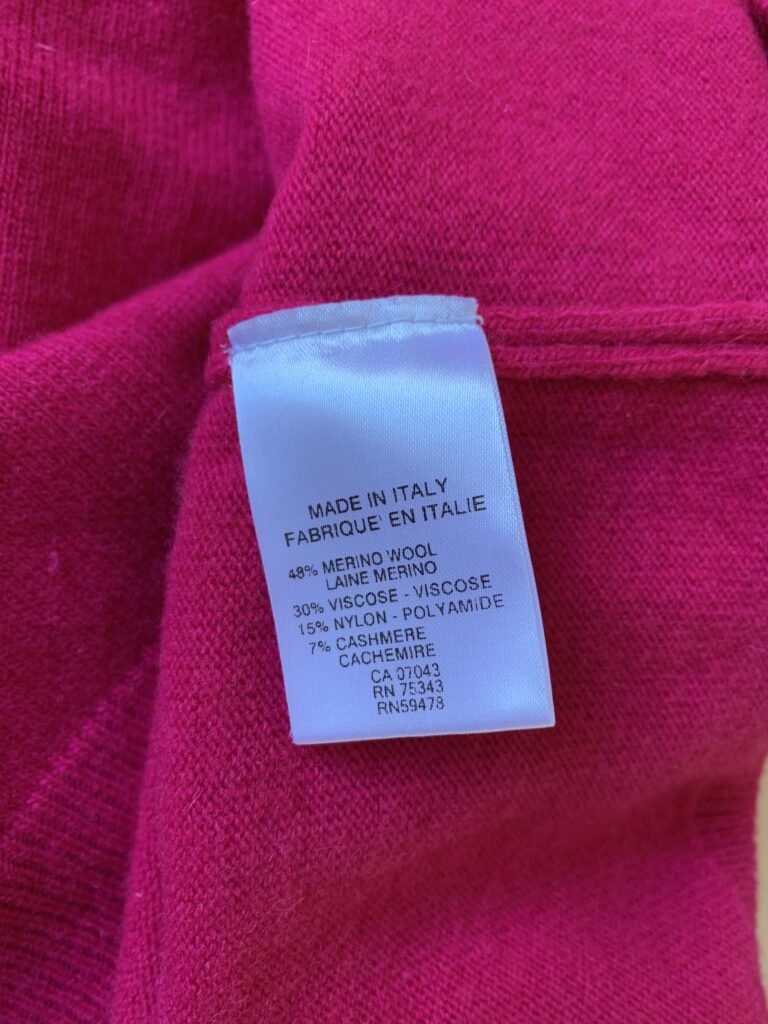 MADE IN ITALY
FABRIQUE' EN ITALIE
48% MERINO WOOL
LAINE MERINO
30% VISCOSE - VISCOSE
15% NYLON - POLYAMIDE
7% CASHMERE
CACHEMIRE
CA 07043
RN 75343
RN59478